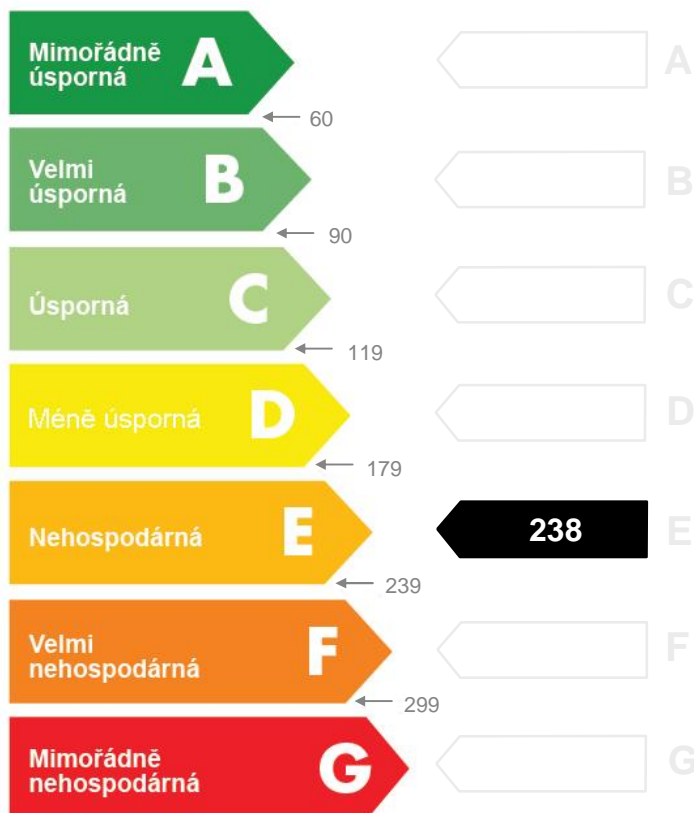 Mimořádně
úsporná
A
A
60
Velmi
úsporná
B
B
90
Úsporná
C
C
119
Méně úsporná
D
D
179
Nehospodárná
E
238
E
239
Velmi
nehospodárná
F
F
299
Mimořádně
nehospodárná
G
G